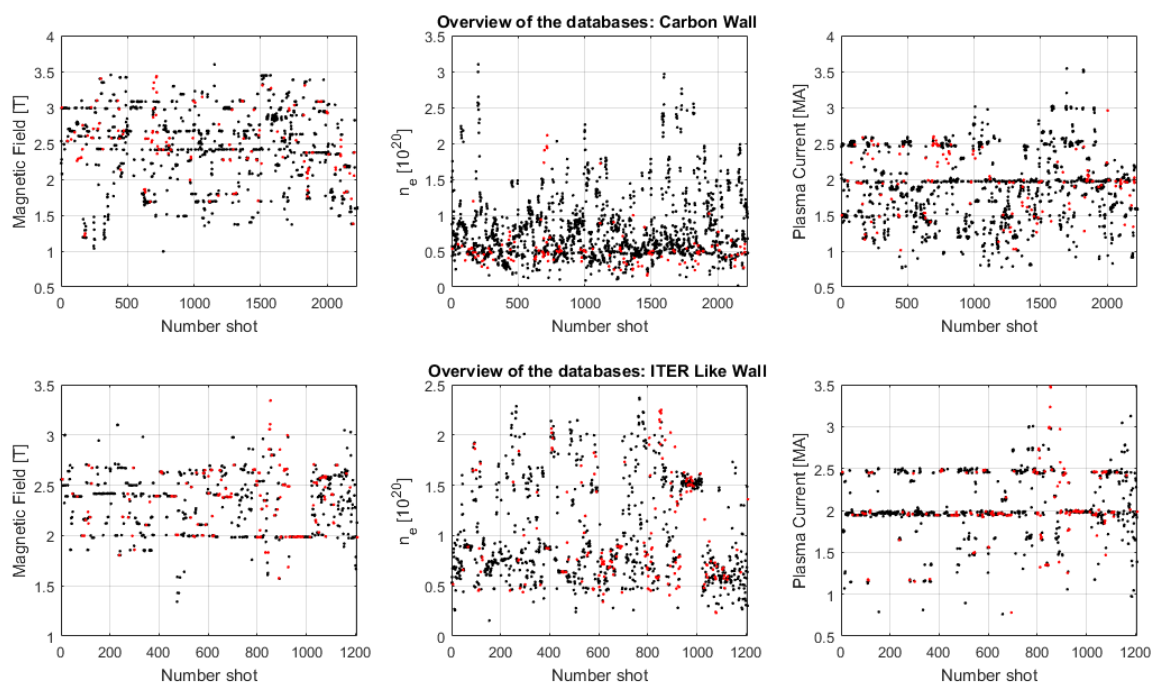 Overview of the databases: Carbon Wall
Magnetic Field [T]
4
3.5
3
2.5
2
1.5
1
0.5
0 500 1000 1500 2000
Number shot
n_e [10^20]
3.5
3
2.5
2
1.5
1
0.5
0
0 500 1000 1500 2000
Number shot
Plasma Current [MA]
4
3.5
3
2.5
2
1.5
1
0.5
0 500 1000 1500 2000
Number shot
Overview of the databases: ITER Like Wall
Magnetic Field [T]
3.5
3
2.5
2
1.5
1
0 200 400 600 800 1000 1200
Number shot
n_e [10^20]
2.5
2
1.5
1
0.5
0
0 200 400 600 800 1000 1200
Number shot
Plasma Current [MA]
3.5
3
2.5
2
1.5
1
0.5
0 200 400 600 800 1000 1200
Number shot